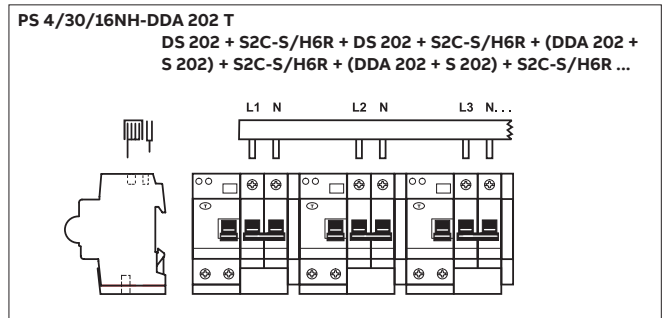 PS 4/30/16NH-DDA 202 T
DS 202 + S2C-S/H6R + DS 202 + S2C-S/H6R + (DDA 202 +
S 202) + S2C-S/H6R + (DDA 202 + S 202) + S2C-S/H6R ...
L1 N L2 N L3 N...
T T T